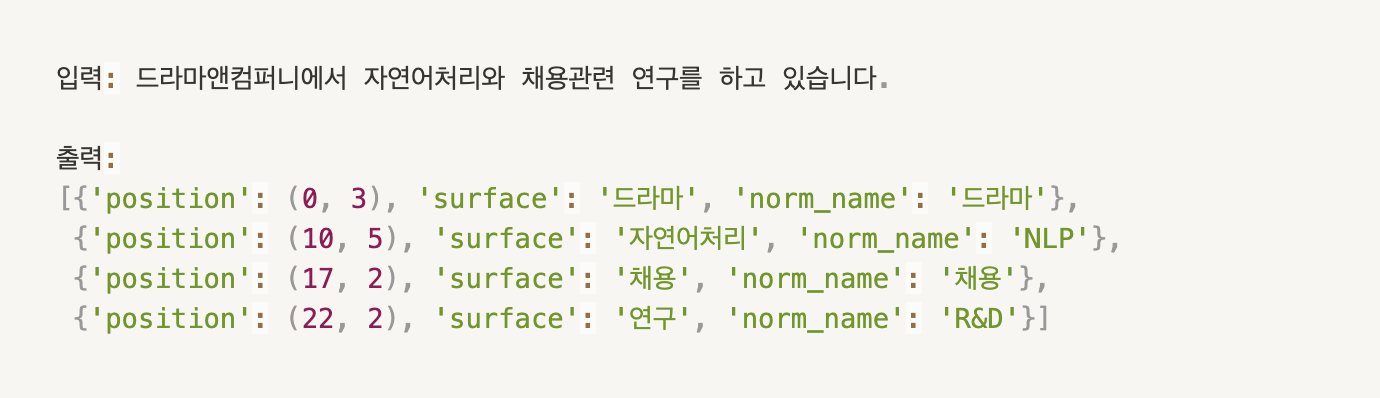 입력: 드라마앤컴퍼니에서 자연어처리와 채용관련 연구를 하고 있습니다.
출력:
[{'position': (0, 3), 'surface': '드라마', 'norm_name': '드라마'},
{'position': (10, 5), 'surface': '자연어처리', 'norm_name': 'NLP'},
{'position': (17, 2), 'surface': '채용', 'norm_name': '채용'},
{'position': (22, 2), 'surface': '연구', 'norm_name': 'R&D'}]